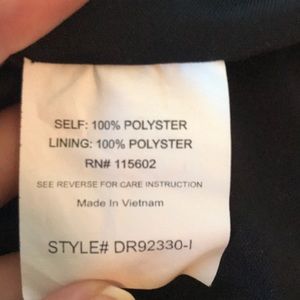 SELF: 100% POLYSTER
LINING: 100% POLYSTER
RN# 115602
SEE REVERSE FOR CARE INSTRUCTION
Made In Vietnam
STYLE# DR92330-I